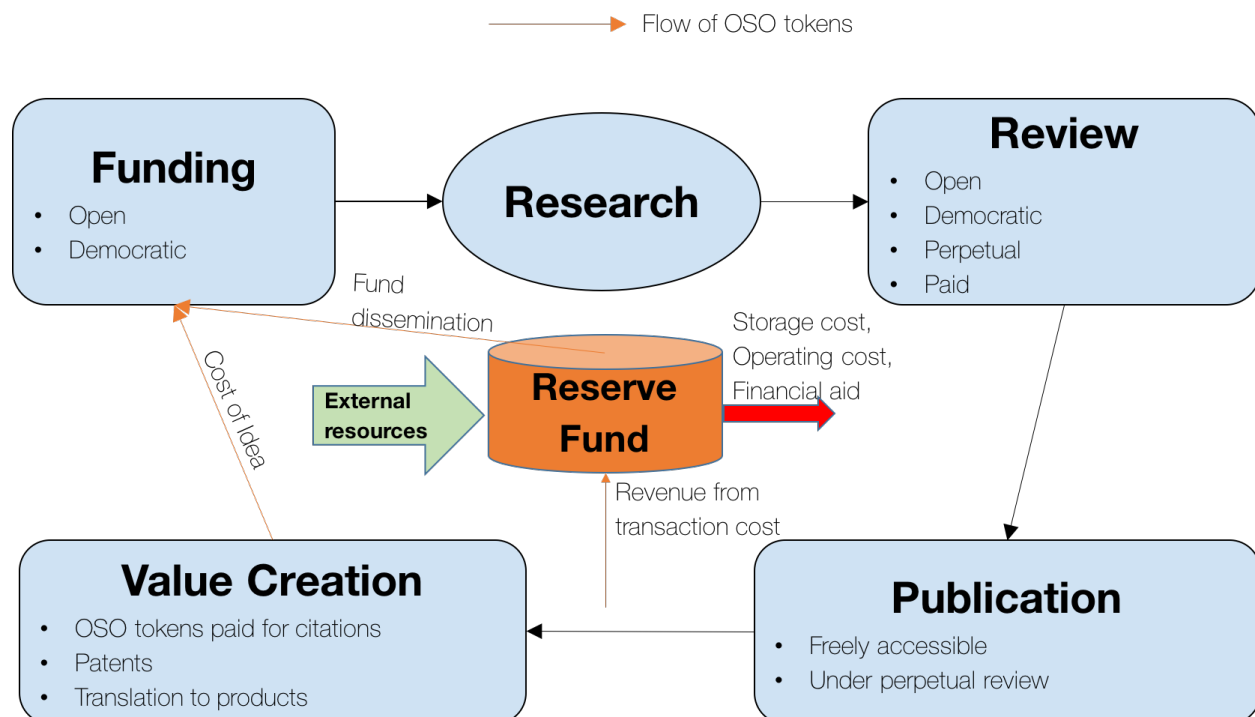 Flow of OSO tokens
Funding
• Open
• Democratic
Research
Review
• Open
• Democratic
• Perpetual
• Paid
Fund
dissemination
Cost of Idea
External
resources
Reserve
Fund
Storage cost,
Operating cost,
Financial aid
Revenue from
transaction cost
Value Creation
• OSO tokens paid for citations
• Patents
• Translation to products
Publication
• Freely accessible
• Under perpetual review